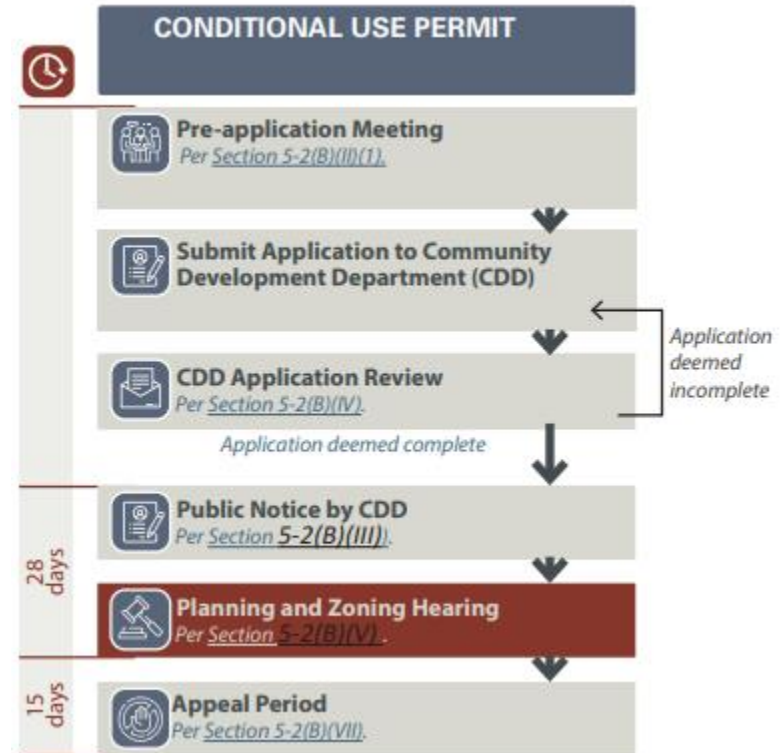 CONDITIONAL USE PERMIT
Pre-application Meeting
Per Section 5-2(B)(II)(1).
Submit Application to Community
Development Department (CDD)
Application
deemed
incomplete
CDD Application Review
Per Section 5-2(B)(IV).
Application deemed complete
Public Notice by CDD
Per Section 5-2(B)(III)).
28
days
Planning and Zoning Hearing
Per Section 5-2(B)(V) .
15
days
Appeal Period
Per Section 5-2(B)(VII).